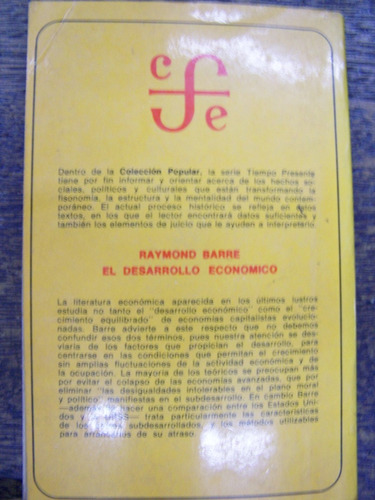 c f e
Dentro de la Colección Popular, la serie Tiempo Presente
tiene por fin informar y orientar acerca de los hechos so-
ciales, políticos y culturales que están transformando la
fisonomía, la estructura y la mentalidad del mundo contem-
poráneo. El actual proceso histórico se refleja en estos
textos, en los que el lector encontrará datos suficientes y
también los elementos de juicio que le ayuden a interpretarlo.
RAYMOND BARRE
EL DESARROLLO ECONOMICO
La literatura económica aparecida en los últimos lustros
estudia no tanto el "desarrollo económico" como el "cre-
cimiento equilibrado" de economías capitalistas evolucio-
nadas. Barre advierte a este respecto que no debemos
confundir esos dos términos, pues nuestra atención se des-
viaría de los factores que propician el desarrollo, para
centrarse en las condiciones que permitan el crecimiento
sin amplias fluctuaciones de la actividad económica y de
la ocupación. La mayoría de los teóricos se preocupan más
por evitar el colapso de las economías avanzadas, que por
eliminar "las desigualdades intolerables en el plano moral
y político" manifiestas en el subdesarrollo. En cambio Barre
—además hacer una comparación entre los Estados Uni-
dos y — trata particularmente las características
de los subdesarrollados, y los métodos utilizables
para de su atraso.